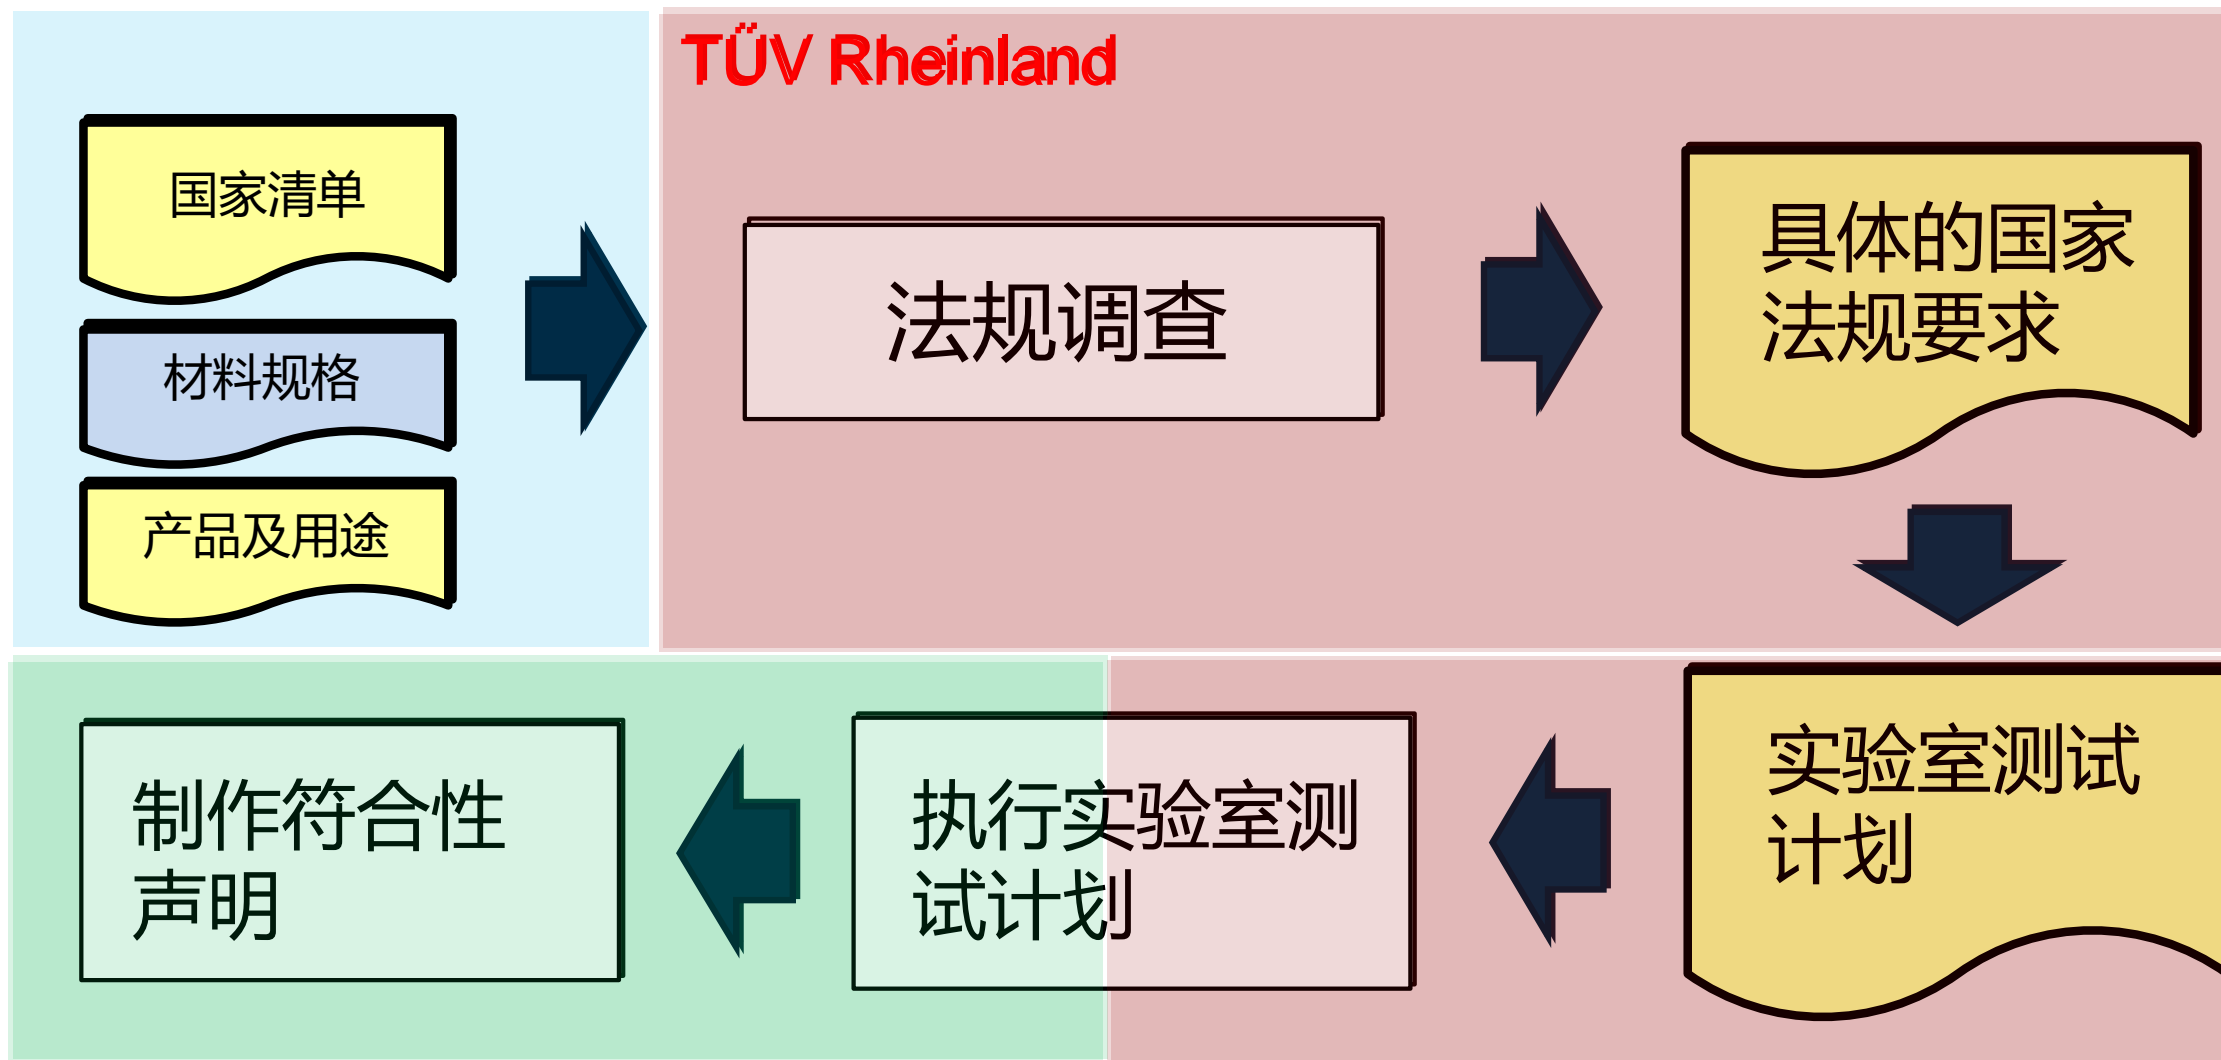 TÜV Rheinland
国家清单
材料规格
产品及用途
法规调查
具体的国家
法规要求
实验室测试
计划
执行实验室测
试计划
制作符合性
声明